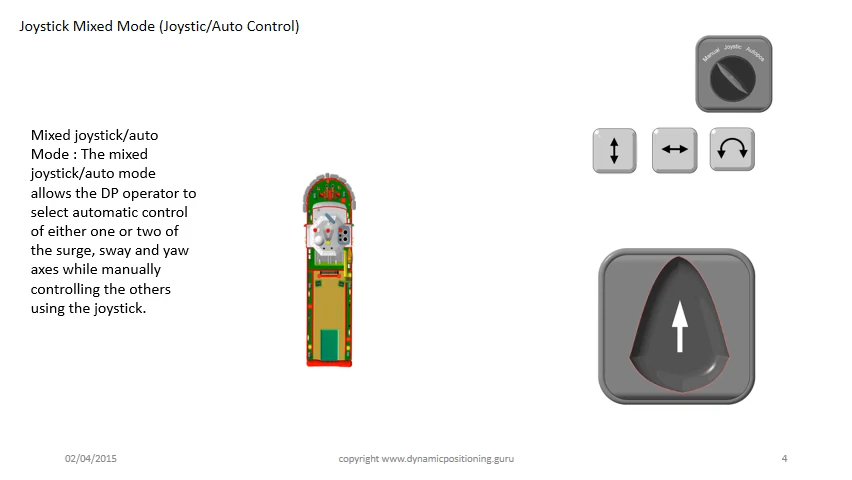 Joystick Mixed Mode (Joystic/Auto Control)
Manual Joystic Autopos
Mixed joystick/auto
Mode : The mixed
joystick/auto mode
allows the DP operator to
select automatic control
of either one or two of
the surge, sway and yaw
axes while manually
controlling the others
using the joystick.
02/04/2015
copyright www.dynamicpositioning.guru
4